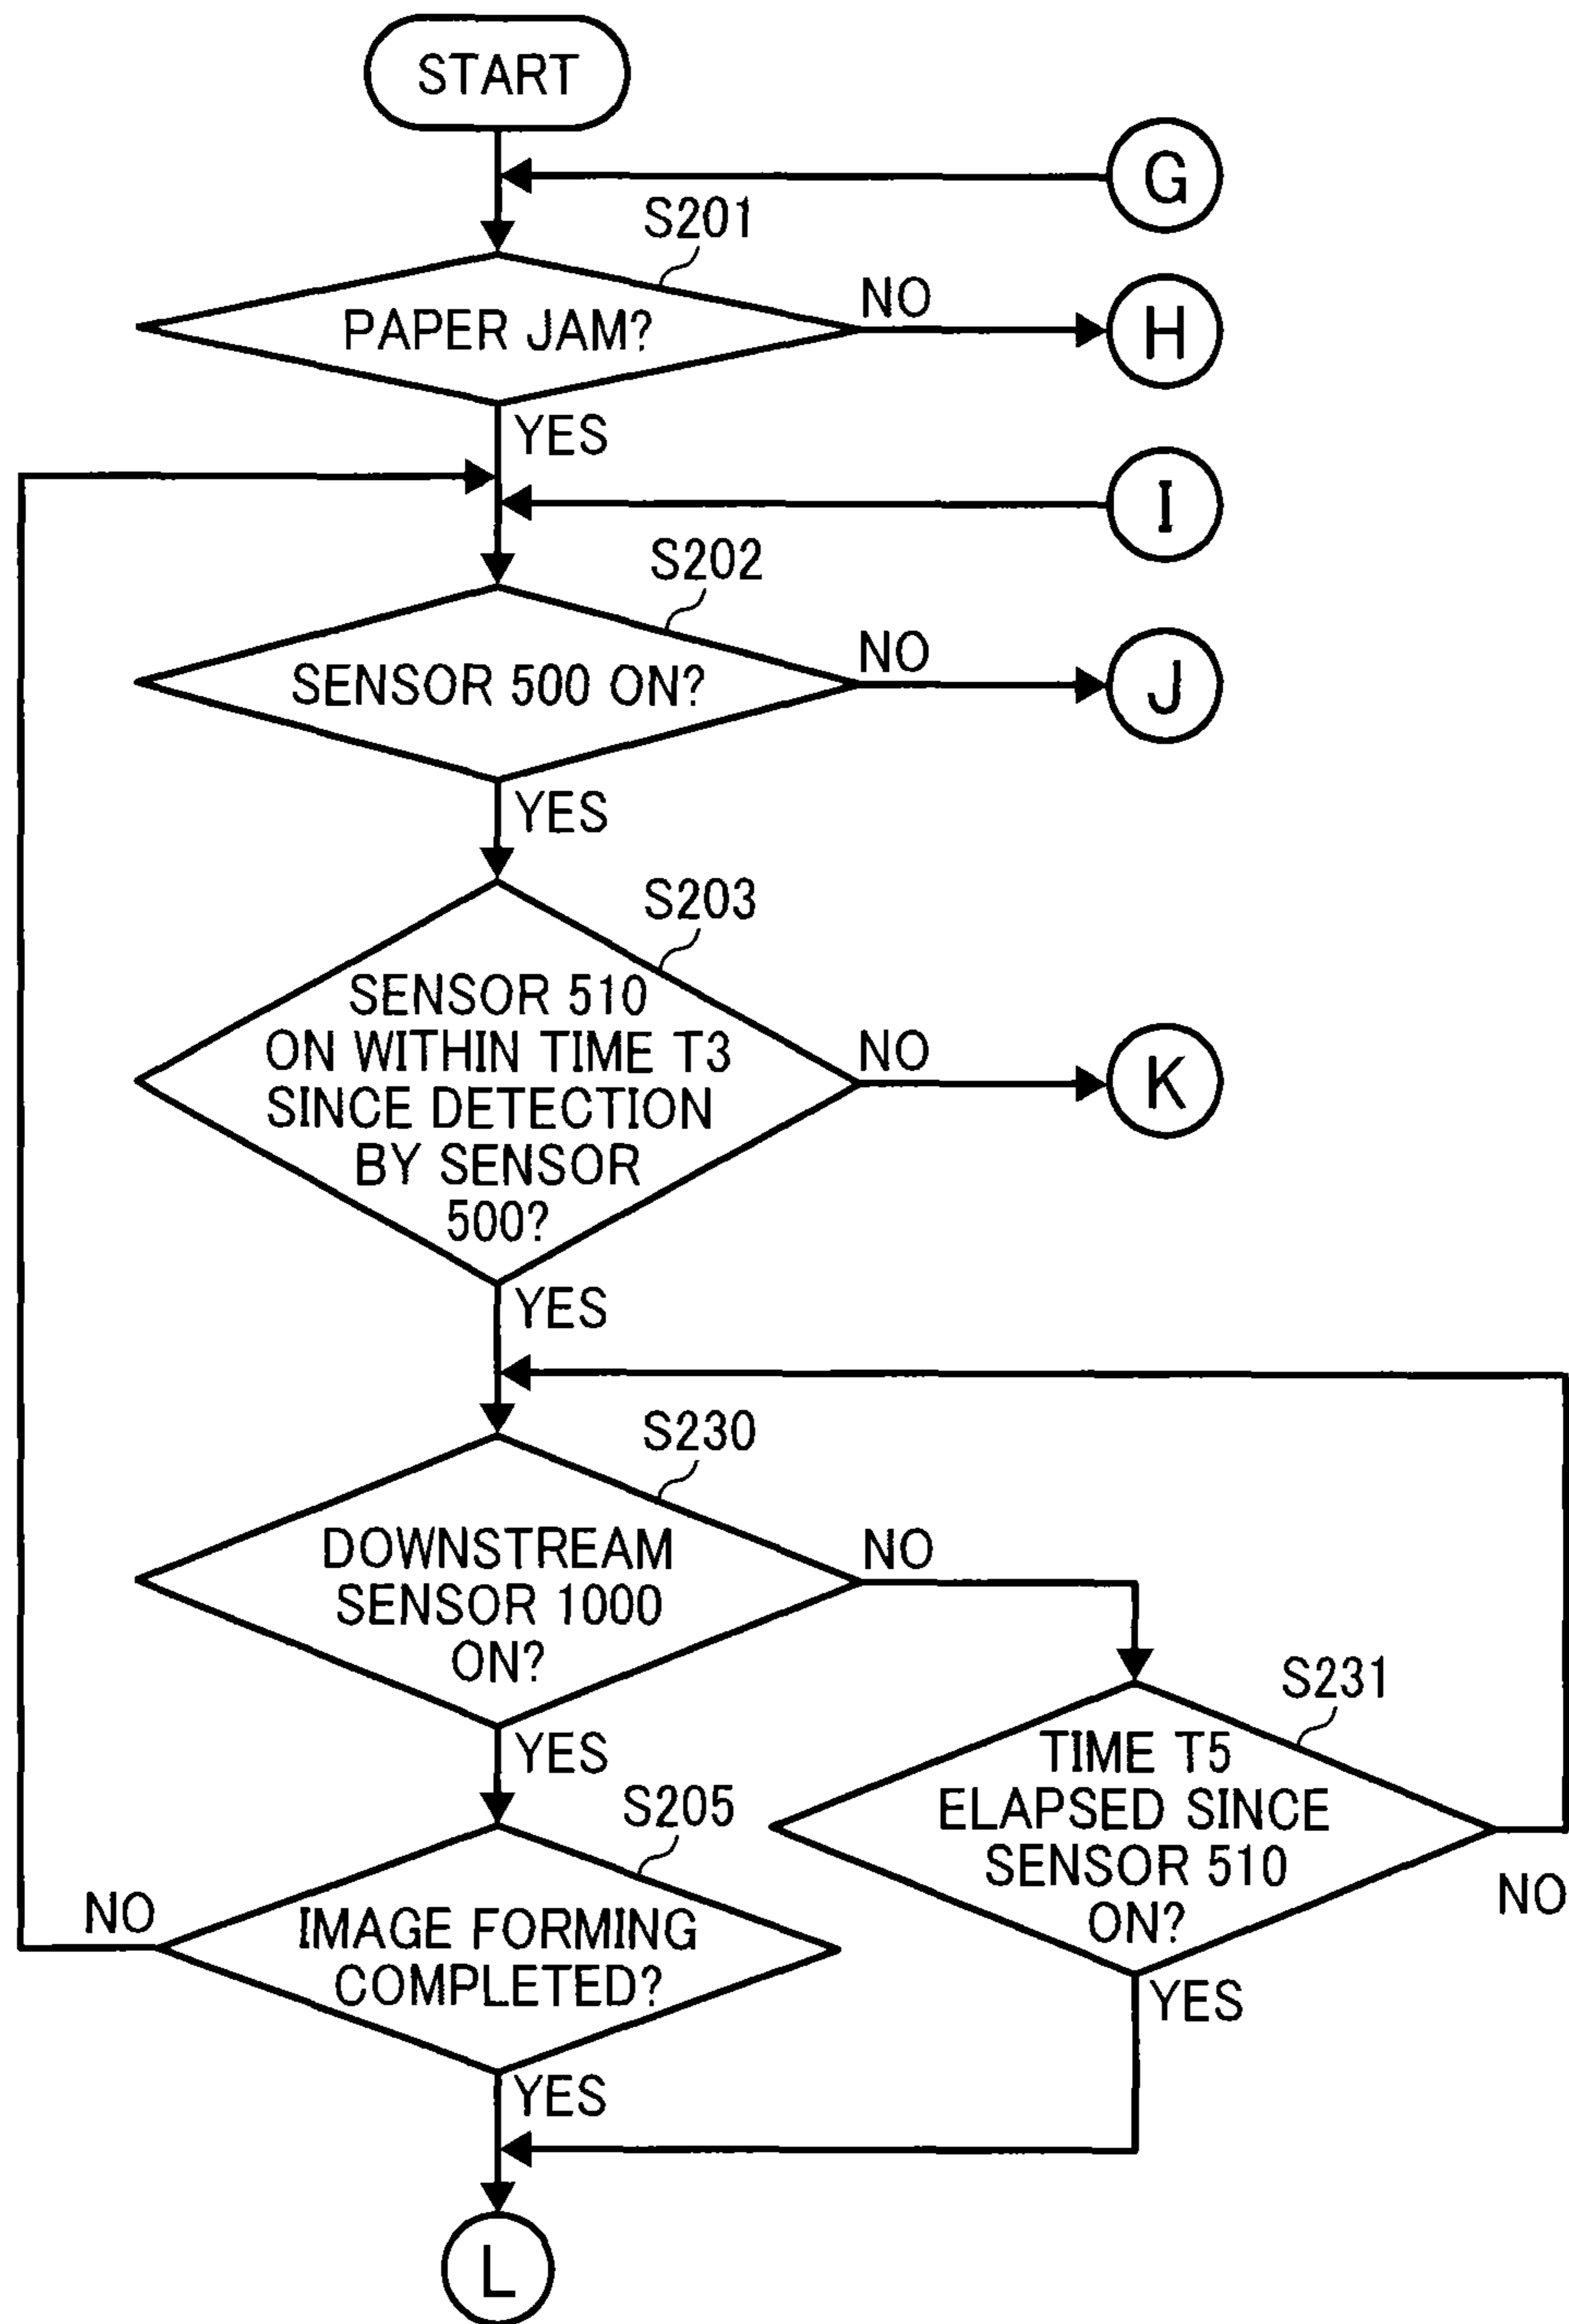 START
G
S201
PAPER JAM?
NO
H
YES
I
S202
SENSOR 500 ON?
NO
J
YES
S203
SENSOR 510
ON WITHIN TIME T3
SINCE DETECTION
BY SENSOR
500?
NO
K
YES
S230
DOWNSTREAM
SENSOR 1000
ON?
NO
YES
S231
TIME T5
ELAPSED SINCE
SENSOR 510
ON?
NO
YES
S205
IMAGE FORMING
COMPLETED?
NO
YES
L